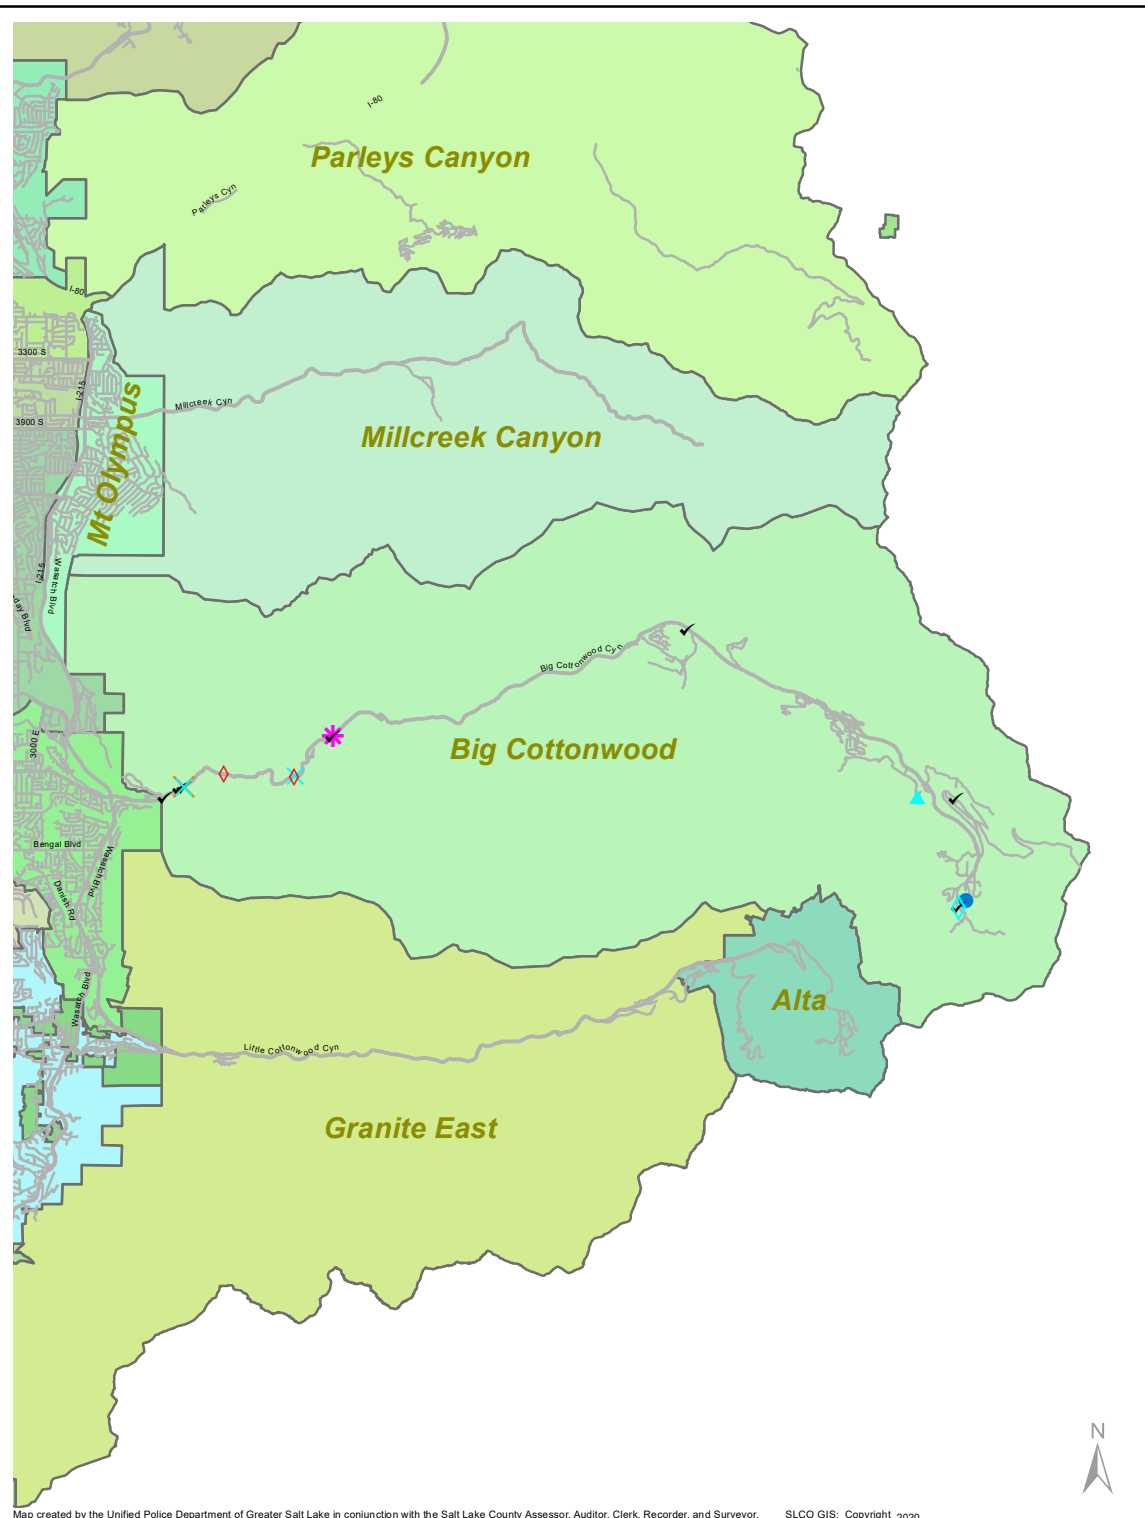 I-80
Parleys Canyon
Parleys Cyn
I-80
3300 S
I-215
Millcreek Cyn
3900 S
Mt Olympus
Millcreek Canyon
I-215
Wasatch Blvd
day Blvd
Big Cottonwood Cyn
3000 E
Big Cottonwood
Bengal Blvd
Wasatch Blvd
Danish Rd
Wasatch Blvd
Alta
Little Cottonwood Cyn
Granite East
N
Map created by the Unified Police Department of Greater Salt Lake in conjunction with the Salt Lake County Assessor, Auditor, Clerk, Recorder, and Surveyor. SLCO GIS: Copyright 2020